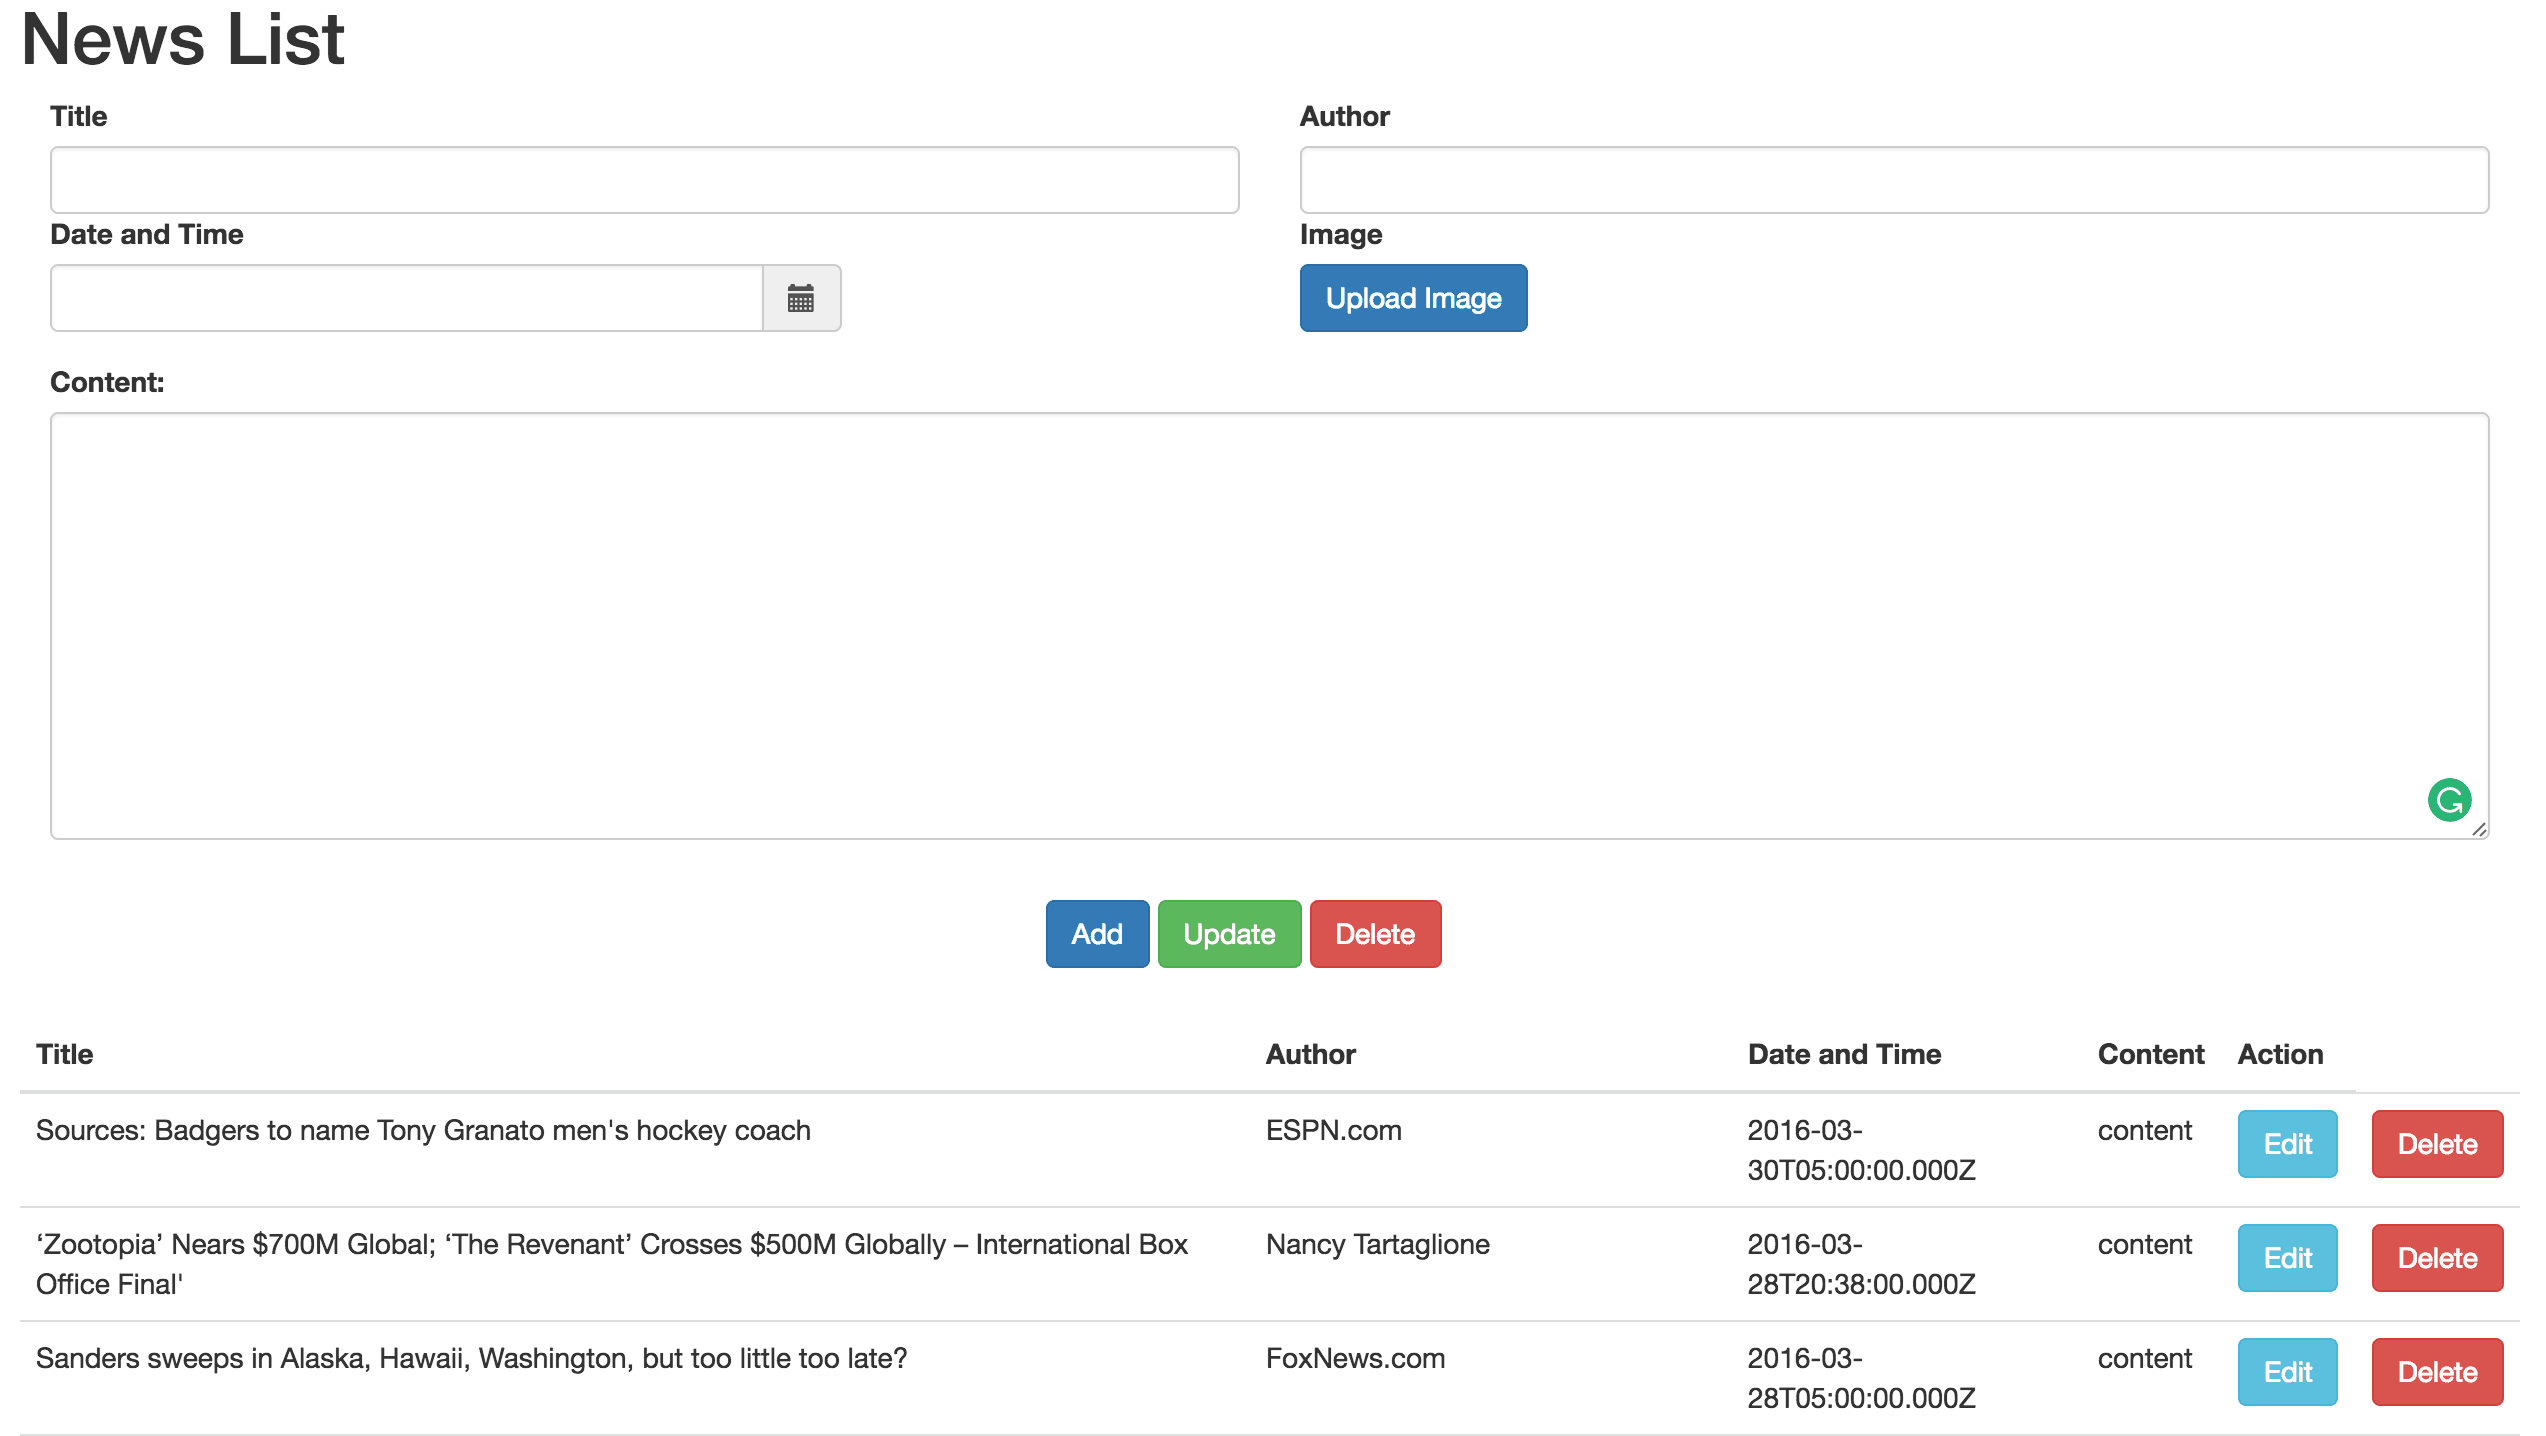 News List
Title
Author
Date and Time
Image
Upload Image
Content:
Add Update Delete
Title Author Date and Time Content Action
Sources: Badgers to name Tony Granato men's hockey coach ESPN.com 2016-03- content Edit Delete
30T05:00:00.000Z
‘Zootopia’ Nears $700M Global; ‘The Revenant’ Crosses $500M Globally – International Box Nancy Tartaglione 2016-03- content Edit Delete
Office Final' 28T20:38:00.000Z
Sanders sweeps in Alaska, Hawaii, Washington, but too little too late? FoxNews.com 2016-03- content Edit Delete
28T05:00:00.000Z